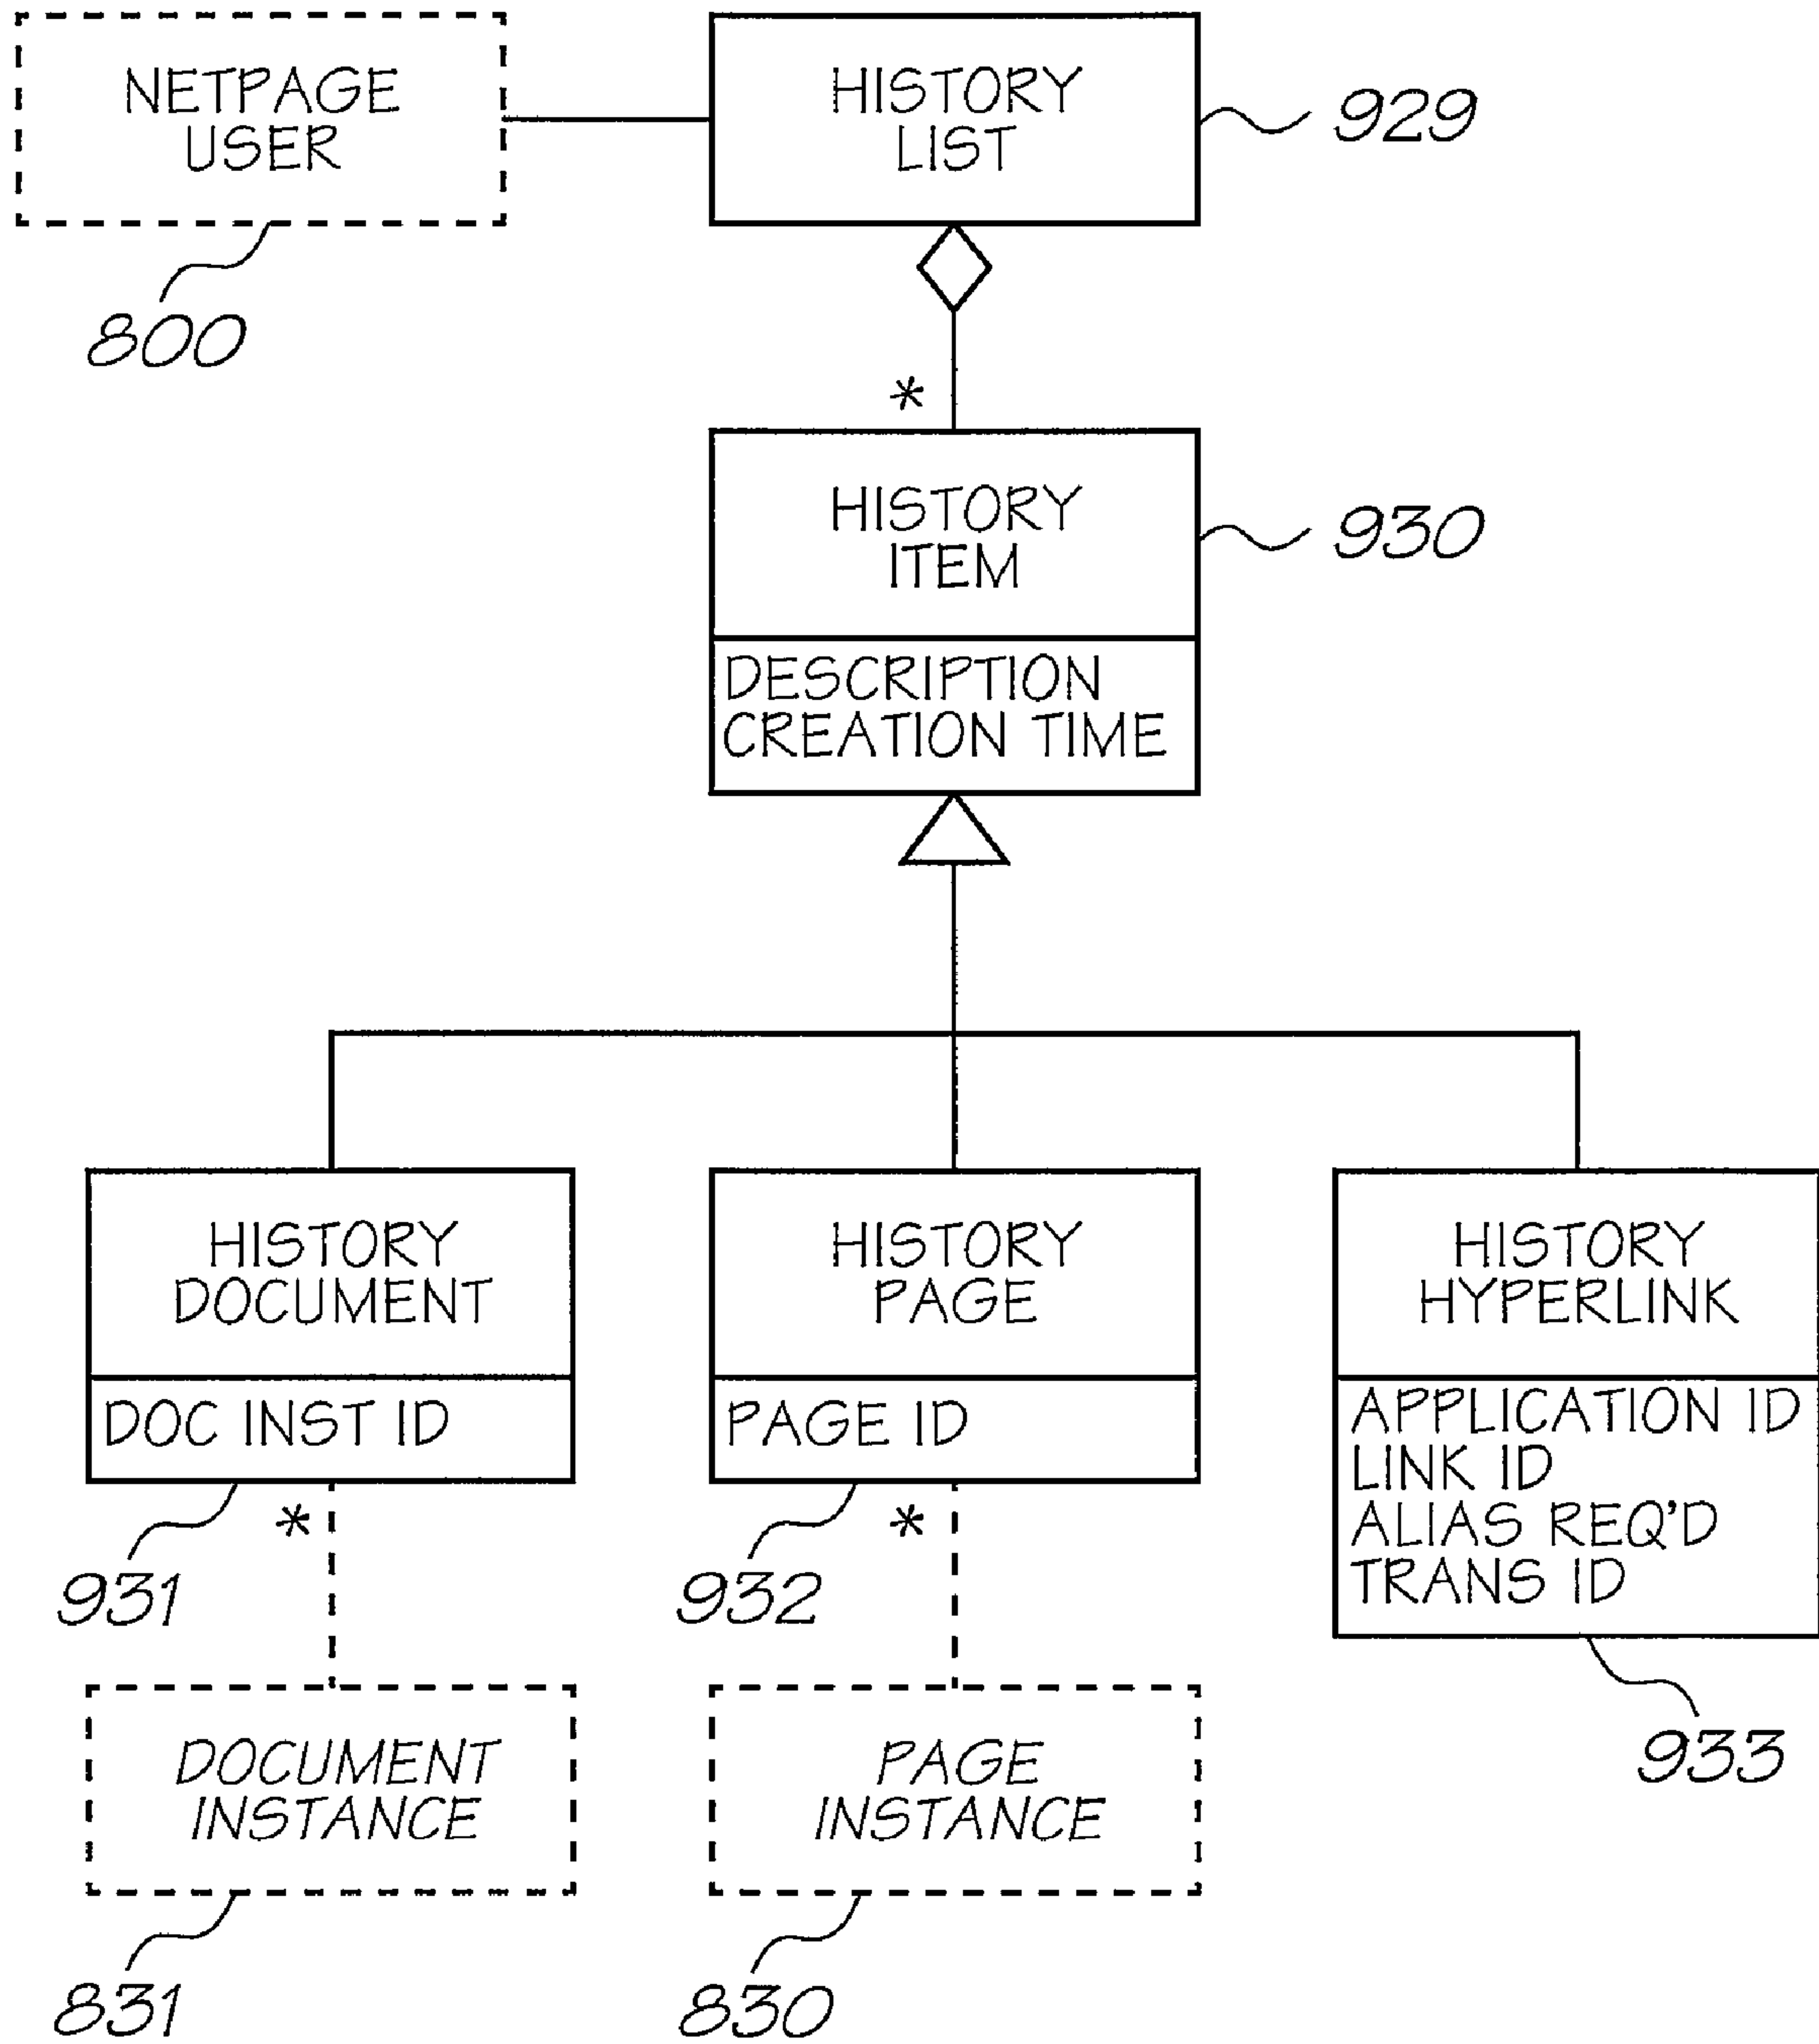 NETPAGE
USER
800
HISTORY
LIST
929
*
HISTORY
ITEM
930
DESCRIPTION
CREATION TIME
HISTORY
DOCUMENT
DOC INST ID
931
*
HISTORY
PAGE
PAGE ID
932
*
HISTORY
HYPERLINK
APPLICATION ID
LINK ID
ALIAS REQ'D
TRANS ID
933
DOCUMENT
INSTANCE
831
PAGE
INSTANCE
830